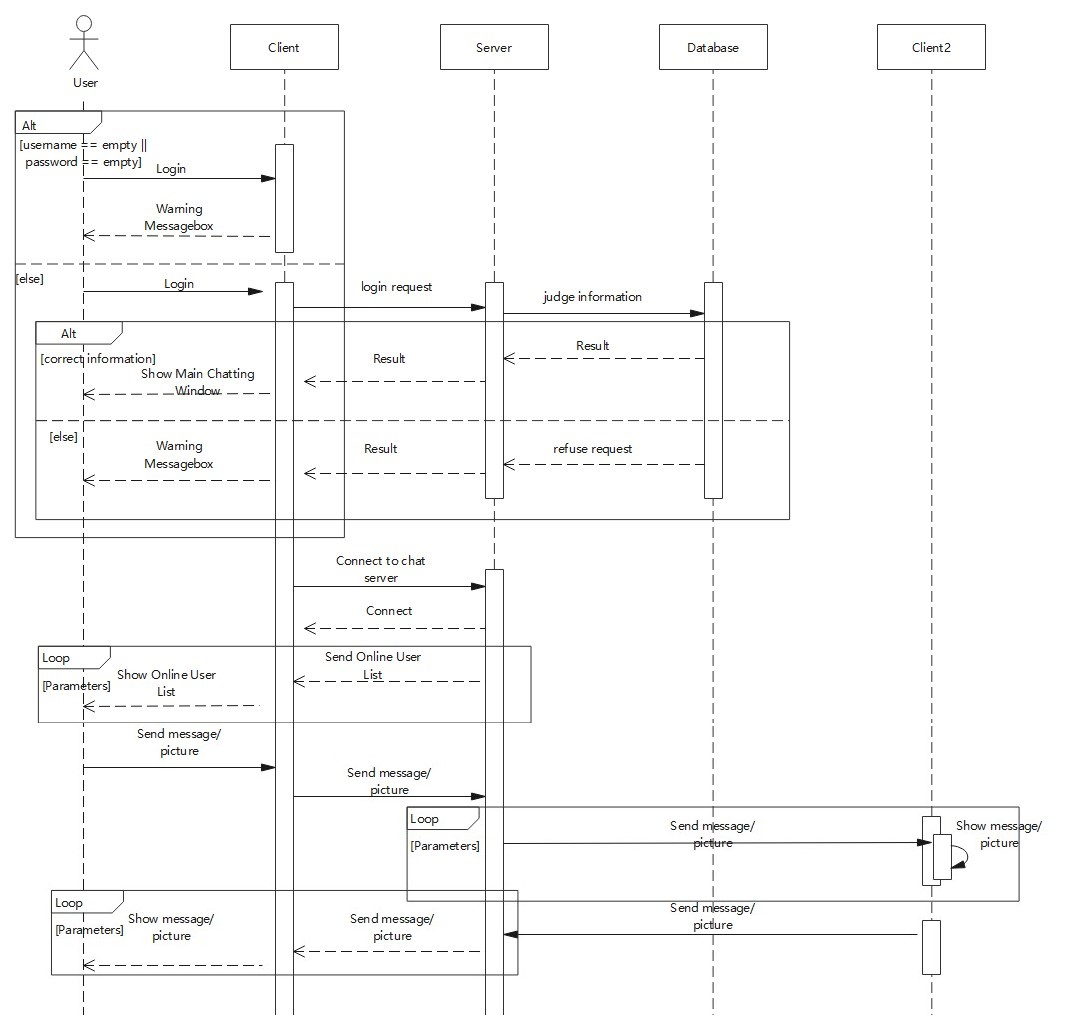 User
Client
Server
Database
Client2
Alt
[username == empty ||
password == empty]
Login
Warning
Messagebox
[else]
Login
login request
judge information
Alt
[correct information]
Result
Result
Show Main Chatting
Window
[else]
Warning
Messagebox
Result
refuse request
Connect to chat
server
Connect
Loop
[Parameters]
Send Online User
List
Show Online User
List
Send message/
picture
Send message/
picture
Loop
[Parameters]
Send message/
picture
Show message/
picture
Loop
[Parameters]
Show message/
picture
Send message/
picture
Send message/
picture